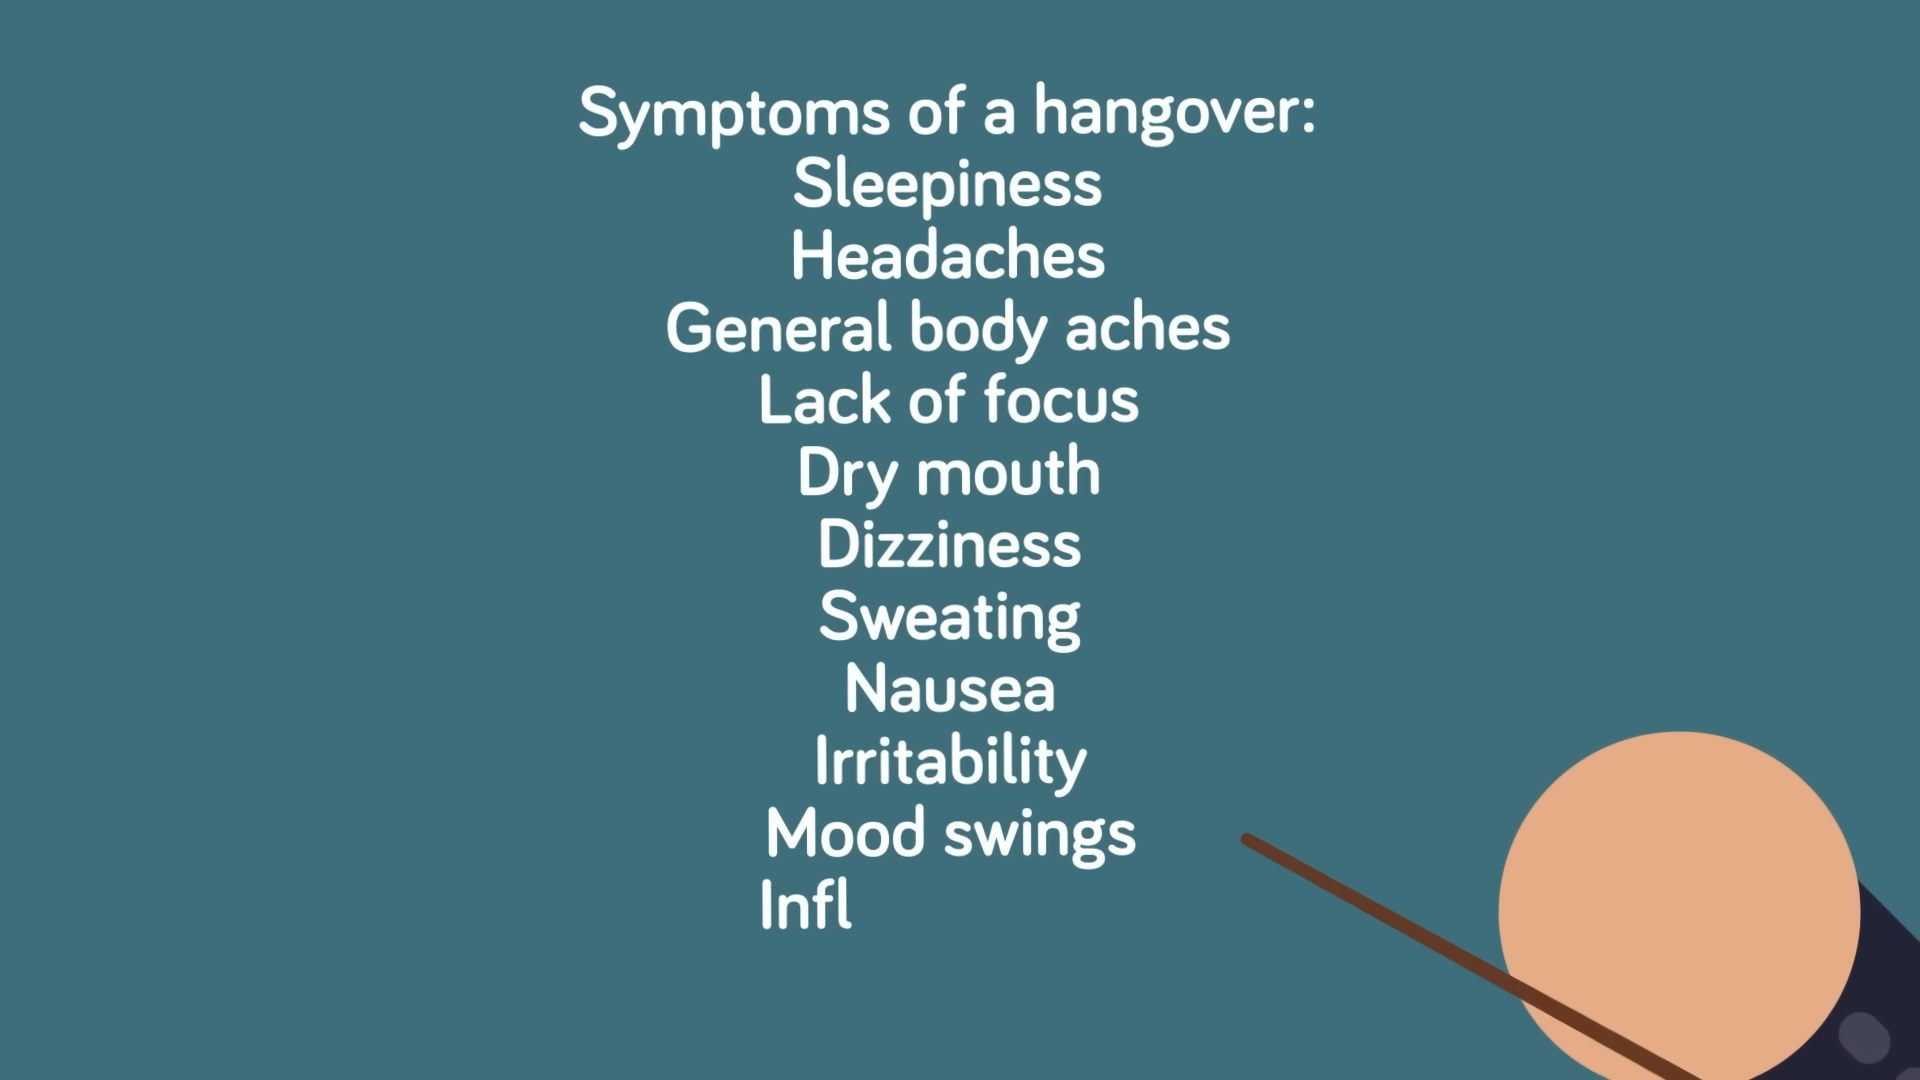 Symptoms of a hangover:
Sleepiness
Headaches
General body aches
Lack of focus
Dry mouth
Dizziness
Sweating
Nausea
Irritability
Mood swings
Infl